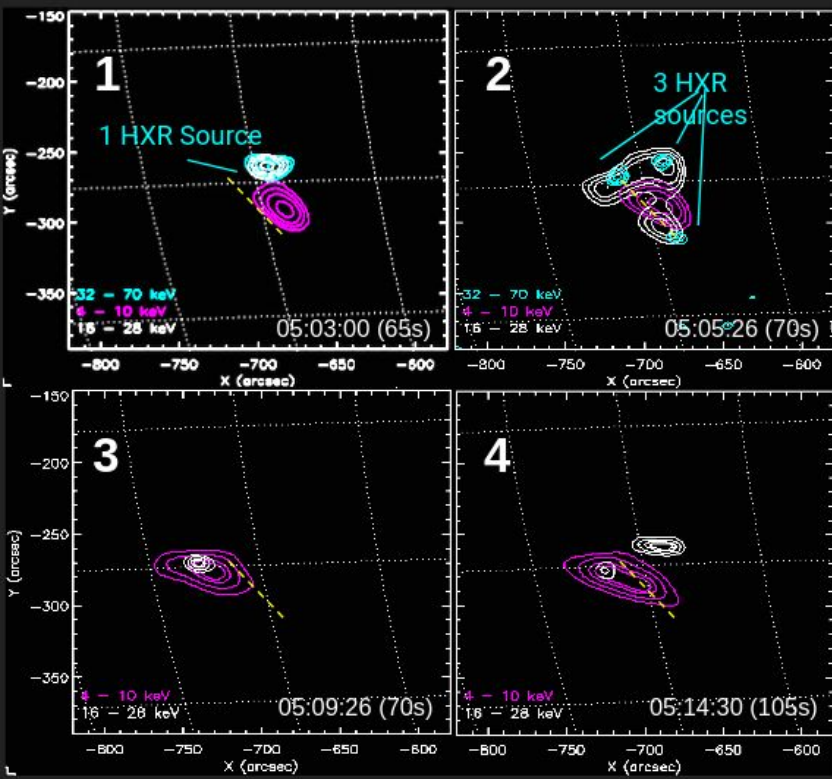 −150
−200
−250
−300
−350
Y (arcsec)
1
1 HXR Source
32 − 70 keV
4 − 10 keV
16 − 28 keV
05:03:00 (65s)
−800 −750 −700 −650 −600
X (arcsec)
2
3 HXR
sources
32 − 70 keV
4 − 10 keV
16 − 28 keV
05:05:26 (70s)
−800 −750 −700 −650 −600
X (arcsec)
−150
−200
−250
−300
−350
Y (arcsec)
3
4 − 10 keV
16 − 28 keV
05:09:26 (70s)
−800 −750 −700 −650 −600
X (arcsec)
4
4 − 10 keV
16 − 28 keV
05:14:30 (105s)
−800 −750 −700 −650 −600
X (arcsec)